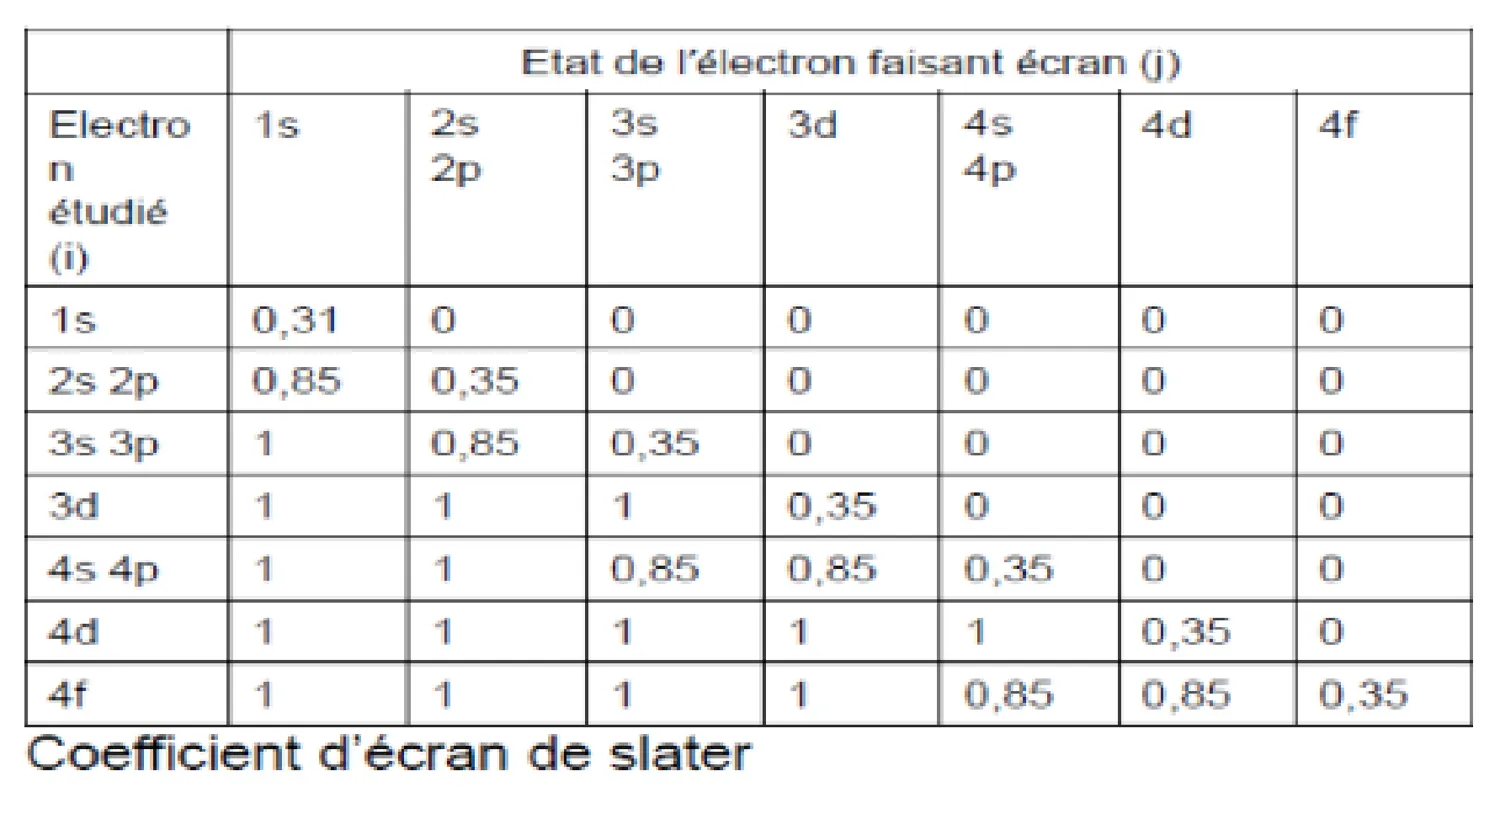 Etat de l'électron faisant écran (j)
Electro
n
étudié
(i)
1s
2s
2p
3s
3p
3d
4s
4p
4d
4f
1s 0,31 0 0 0 0 0 0
2s 2p 0,85 0,35 0 0 0 0 0
3s 3p 1 0,85 0,35 0 0 0 0
3d 1 1 1 0,35 0 0 0
4s 4p 1 1 0,85 0,85 0,35 0 0
4d 1 1 1 1 1 0,35 0
4f 1 1 1 1 0,85 0,85 0,35
Coefficient d'écran de slater